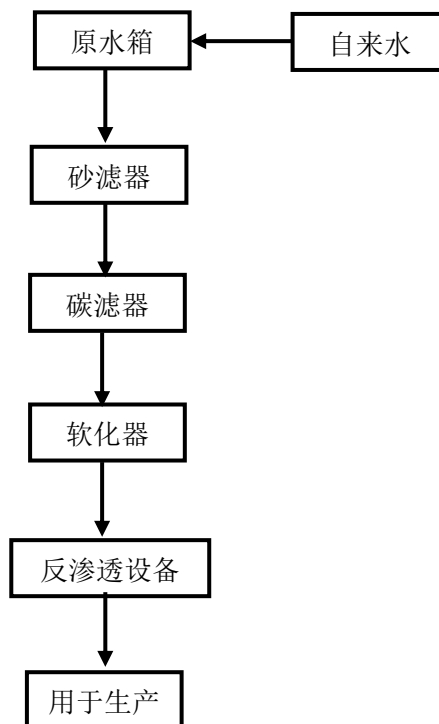 原水箱
自来水
砂滤器
碳滤器
软化器
反渗透设备
用于生产